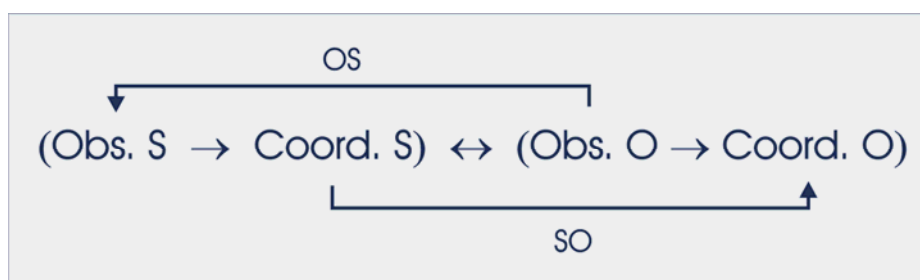 OS
(Obs. S → Coord. S) ↔ (Obs. O → Coord. O)
SO